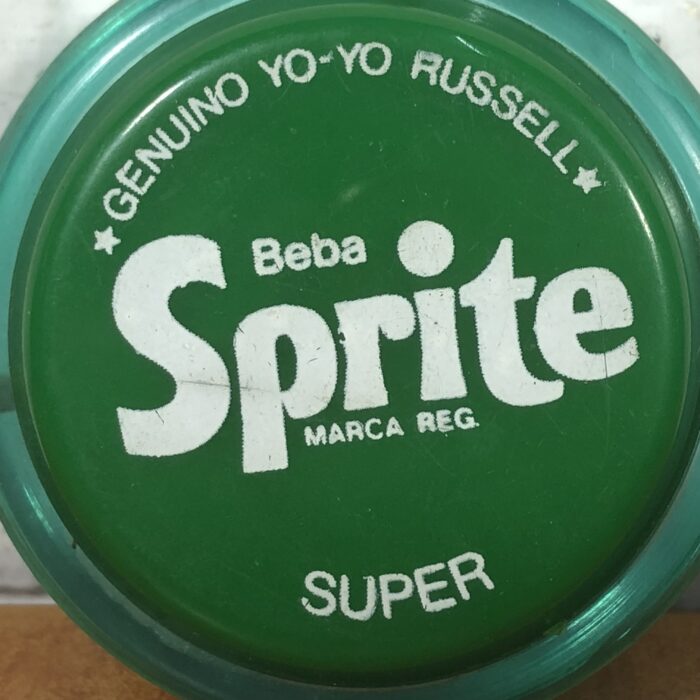 ★ GENUINO YO-YO RUSSELL ★
Beba
Sprite
MARCA REG.
SUPER